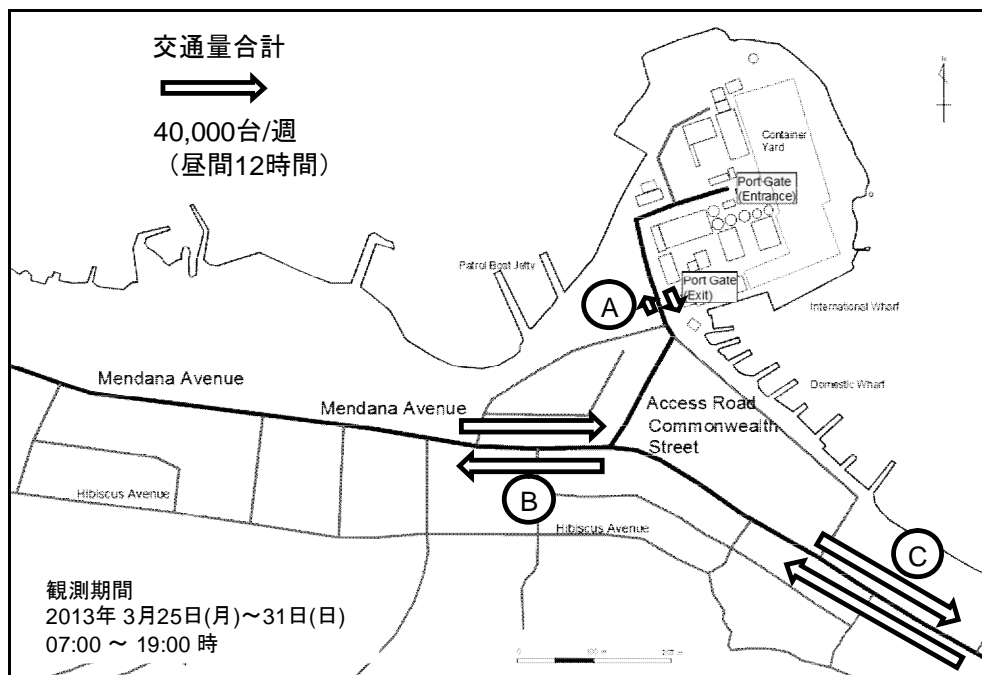 交通量合計
40,000台/週
（昼間12時間）
N
Container
Yard
Port Gate
(Entrance)
Patrol Boat Jetty
Port Gate
(Exit)
A
International Wharf
Mendana Avenue
Domestic Wharf
Mendana Avenue
Access Road
Commonwealth
Street
B
Hibiscus Avenue
Hibiscus Avenue
C
観測期間
2013年 3月25日(月)～31日(日)
07:00 ～ 19:00 時
0 100 m